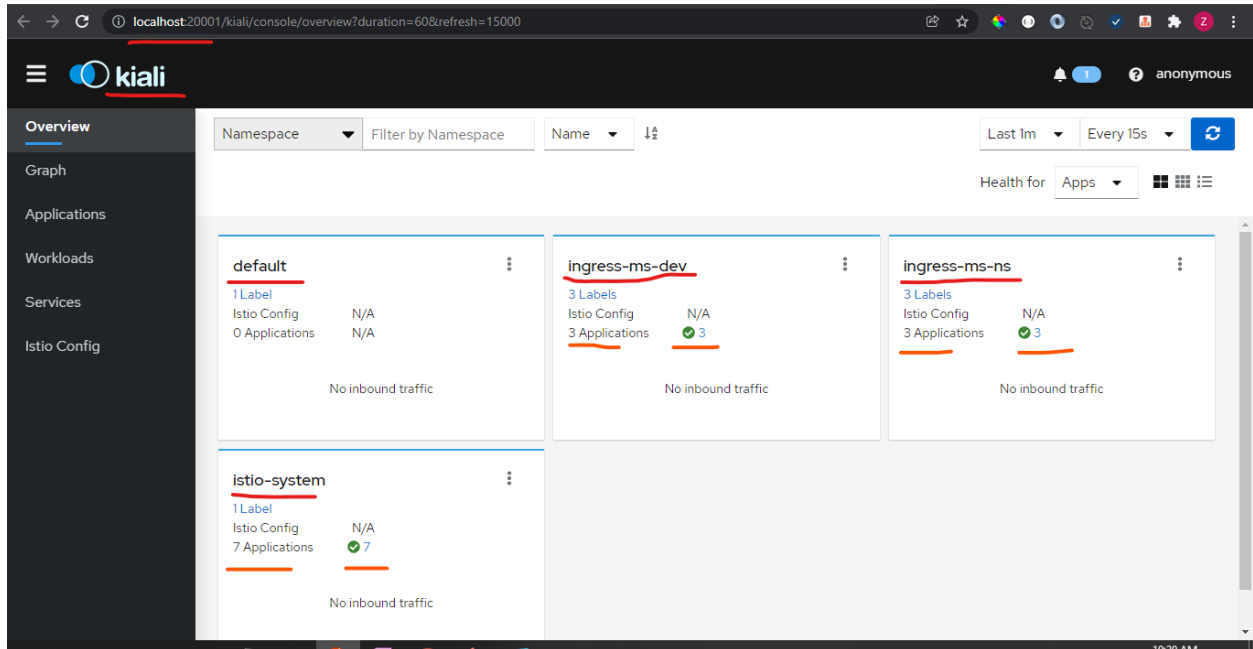 localhost:20001/kiali/console/overview?duration=60&refresh=15000
Z
kiali
1
anonymous
Overview
Graph
Applications
Workloads
Services
Istio Config
Namespace
Filter by Namespace
Name
Last 1m
Every 15s
Health for
Apps
default
1 Label
Istio Config N/A
0 Applications N/A
No inbound traffic
ingress-ms-dev
3 Labels
Istio Config N/A
3 Applications 3
No inbound traffic
ingress-ms-ns
3 Labels
Istio Config N/A
3 Applications 3
No inbound traffic
istio-system
1 Label
Istio Config N/A
7 Applications 7
No inbound traffic